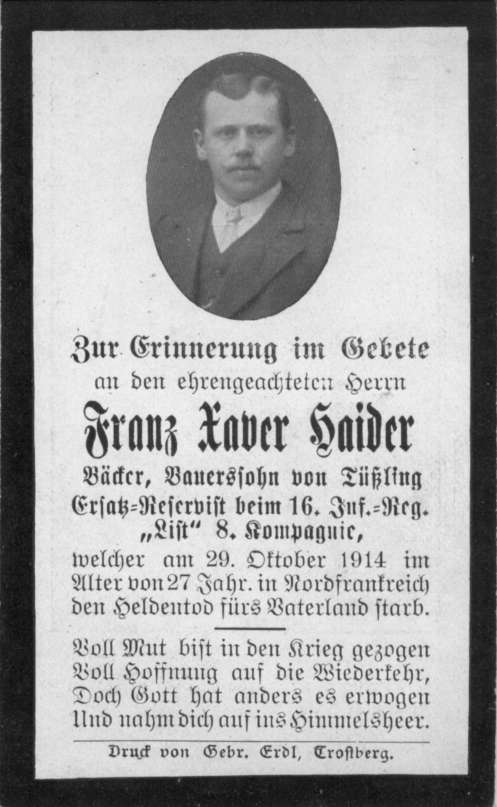 Zur Erinnerung im Gebete
an den ehrengeachteten Herrn
Franz Xaver Haider
Bäcker, Bauerssohn von Tüßling
Ersatz-Reservist beim 16. Inf.-Reg.
„List“ 8. Kompagnie,
welcher am 29. Oktober 1914 im
Alter von 27 Jahr. in Nordfrankreich
den Heldentod fürs Vaterland starb.
Voll Mut bist in den Krieg gezogen
Voll Hoffnung auf die Wiederkehr,
Doch Gott hat anders es erwogen
Und nahm dich auf ins Himmelsheer.
Druck von Gebr. Erdl, Trostberg.